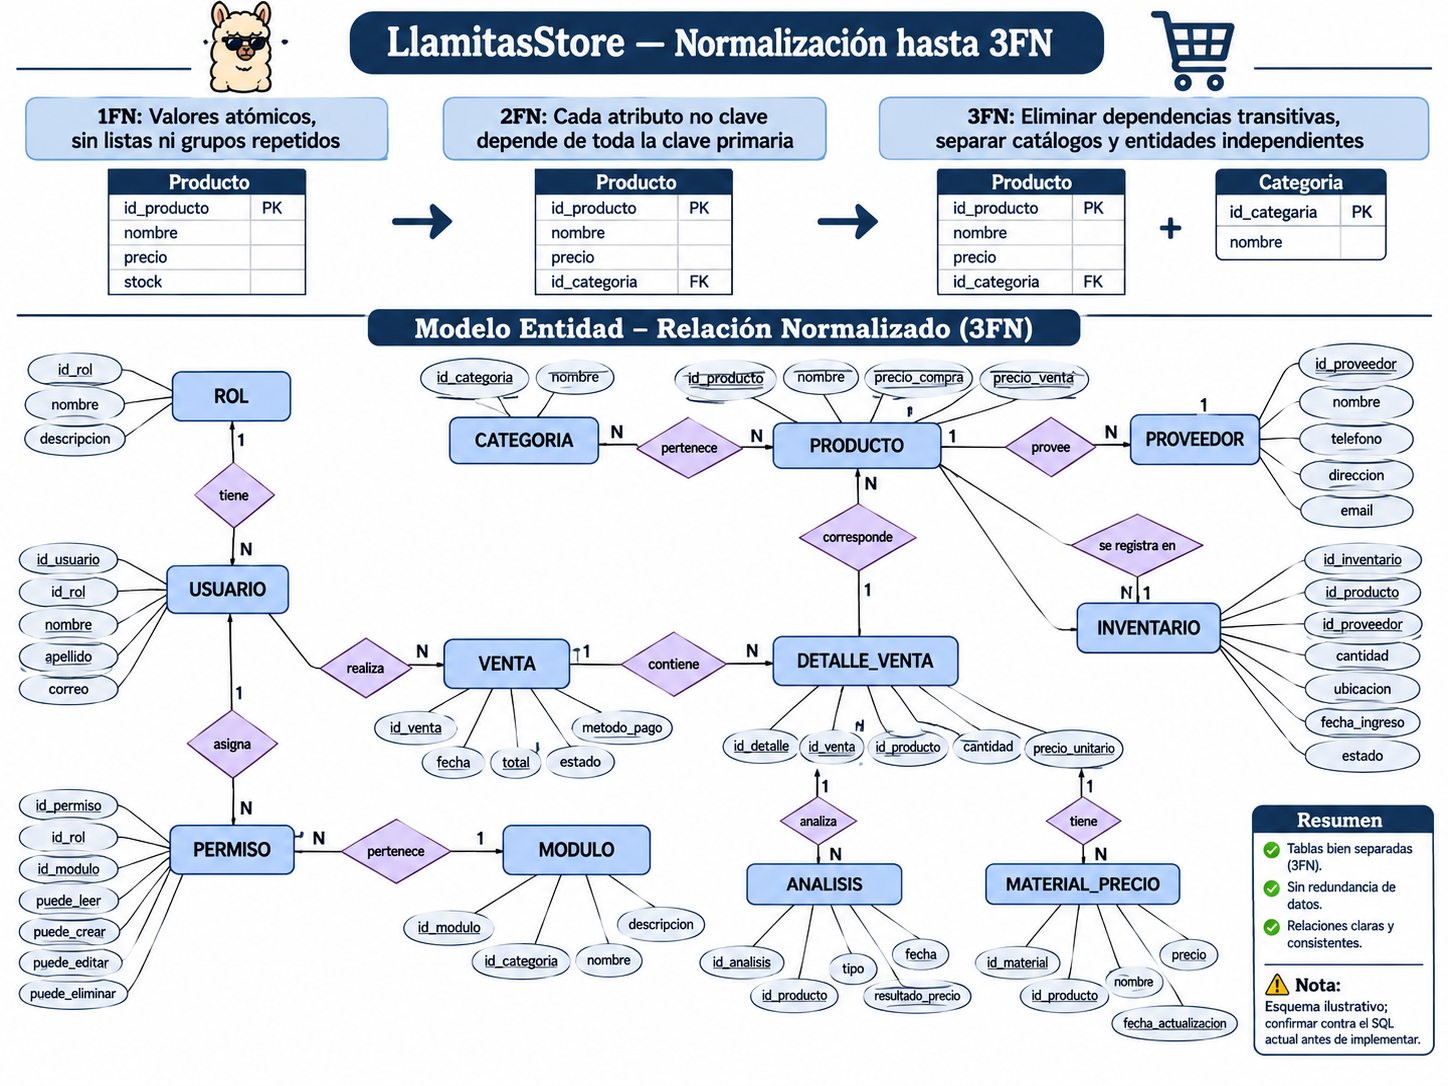 LlamitasStore — Normalización hasta 3FN
1FN: Valores atómicos,
sin listas ni grupos repetidos
2FN: Cada atributo no clave
depende de toda la clave primaria
3FN: Eliminar dependencias transitivas,
separar catálogos y entidades independientes
Producto
id_producto PK
nombre
precio
stock
Producto
id_producto PK
nombre
precio
id_categoria FK
Producto
id_producto PK
nombre
precio
id_categoria FK
+
Categoria
id_categaria PK
nombre
Modelo Entidad – Relación Normalizado (3FN)
id_rol
nombre
descripcion
ROL
1
tiene
N
id_usuario
id_rol
nombre
apellido
correo
USUARIO
1
asigna
N
id_permiso
id_rol
id_modulo
puede_leer
puede_crear
puede_editar
puede_eliminar
PERMISO
N
pertenece
1
MODULO
id_modulo
id_categoria
nombre
descripcion
realiza
N
VENTA
id_venta
fecha
total
estado
metodo_pago
1
contiene
N
id_categoria
nombre
CATEGORIA
N
pertenece
N
id_producto
nombre
precio_compra
precio_venta
PRODUCTO
1
provee
N
1
PROVEEDOR
id_proveedor
nombre
telefono
direccion
email
N
corresponde
1
DETALLE_VENTA
id_detalle
id_venta
N
id_producto
cantidad
precio_unitario
se registra en
N 1
INVENTARIO
id_inventario
id_producto
id_proveedor
cantidad
ubicacion
fecha_ingreso
estado
1
analiza
N
ANALISIS
id_analisis
id_producto
tipo
resultado_precio
fecha
1
tiene
N
MATERIAL_PRECIO
id_material
id_producto
nombre
precio
fecha_actualizacion
Resumen
Tablas bien separadas
(3FN).
Sin redundancia de
datos.
Relaciones claras y
consistentes.
Nota:
Esquema ilustrativo;
confirmar contra el SQL
actual antes de implementar.